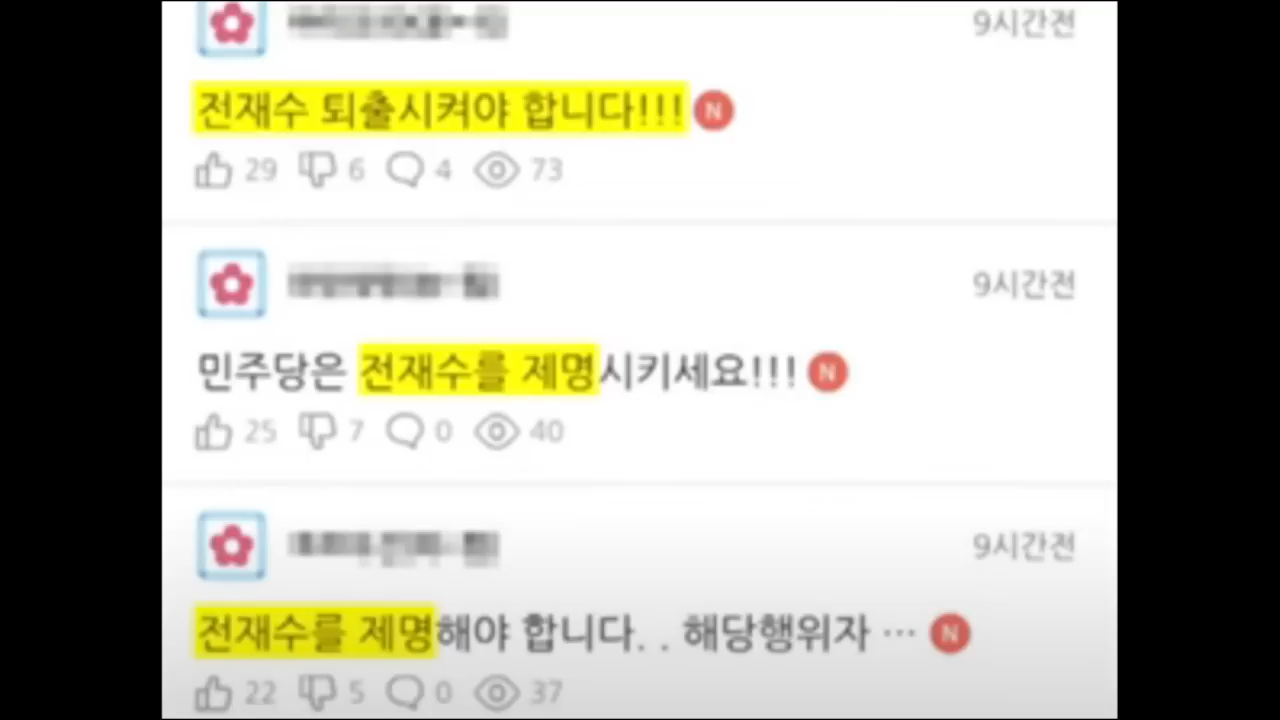 9시간전
전재수 퇴출시켜야 합니다!!! N
29 6 4 73
9시간전
민주당은 전재수를 제명시키세요!!! N
25 7 0 40
9시간전
전재수를 제명해야 합니다. . 해당행위자 … N
22 5 0 37